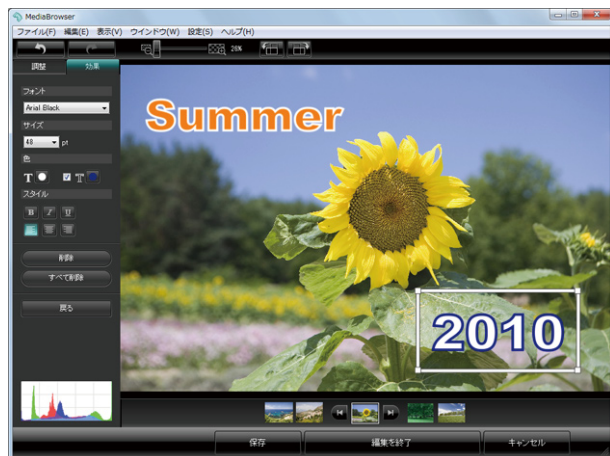 MediaBrowser
ファイル(F) 編集(E) 表示(V) ウインドウ(W) 設定(S) ヘルプ(H)
26%
調整 効果
フォント
Arial Black
サイズ
48 pt
色
T T
スタイル
B I U
削除
すべて削除
戻る
Summer
2010
保存 編集を終了 キャンセル